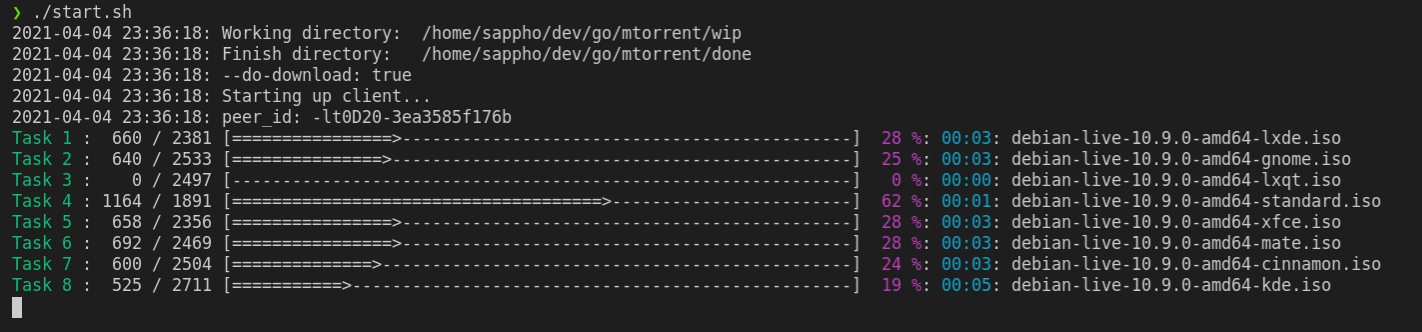 ❯ ./start.sh
2021-04-04 23:36:18: Working directory:  /home/sappho/dev/go/mtorrent/wip
2021-04-04 23:36:18: Finish directory:   /home/sappho/dev/go/mtorrent/done
2021-04-04 23:36:18: --do-download: true
2021-04-04 23:36:18: Starting up client...
2021-04-04 23:36:18: peer_id: -lt0D20-3ea3585f176b
Task 1 :  660 / 2381 [================>---------------------------------------------]  28 %: 00:03: debian-live-10.9.0-amd64-lxde.iso
Task 2 :  640 / 2533 [===============>----------------------------------------------]  25 %: 00:03: debian-live-10.9.0-amd64-gnome.iso
Task 3 :    0 / 2497 [--------------------------------------------------------------]   0 %: 00:00: debian-live-10.9.0-amd64-lxqt.iso
Task 4 : 1164 / 1891 [=====================================>------------------------]  62 %: 00:01: debian-live-10.9.0-amd64-standard.iso
Task 5 :  658 / 2356 [================>---------------------------------------------]  28 %: 00:03: debian-live-10.9.0-amd64-xfce.iso
Task 6 :  692 / 2469 [================>---------------------------------------------]  28 %: 00:03: debian-live-10.9.0-amd64-mate.iso
Task 7 :  600 / 2504 [==============>-----------------------------------------------]  24 %: 00:03: debian-live-10.9.0-amd64-cinnamon.iso
Task 8 :  525 / 2711 [===========>--------------------------------------------------]  19 %: 00:05: debian-live-10.9.0-amd64-kde.iso